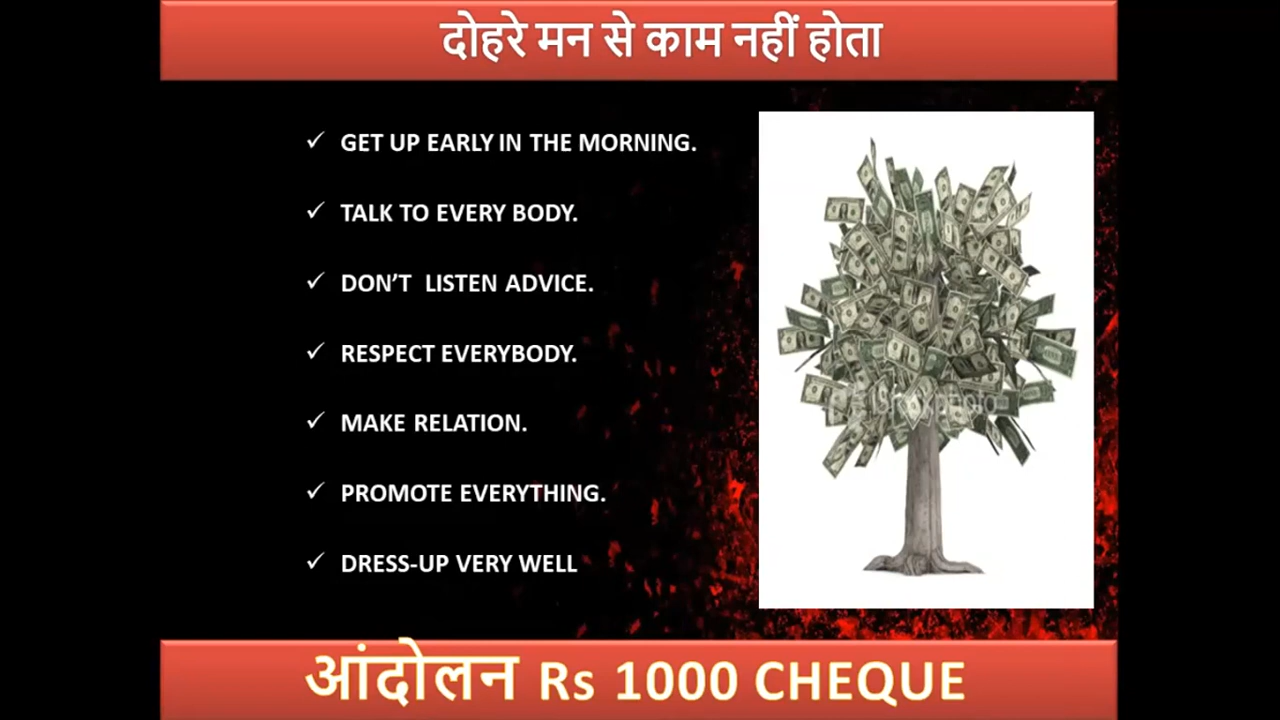 दोहरे मन से काम नहीं होता
✓ GET UP EARLY IN THE MORNING.
✓ TALK TO EVERY BODY.
✓ DON’T LISTEN ADVICE.
✓ RESPECT EVERYBODY.
✓ MAKE RELATION.
✓ PROMOTE EVERYTHING.
✓ DRESS-UP VERY WELL
आंदोलन Rs 1000 CHEQUE